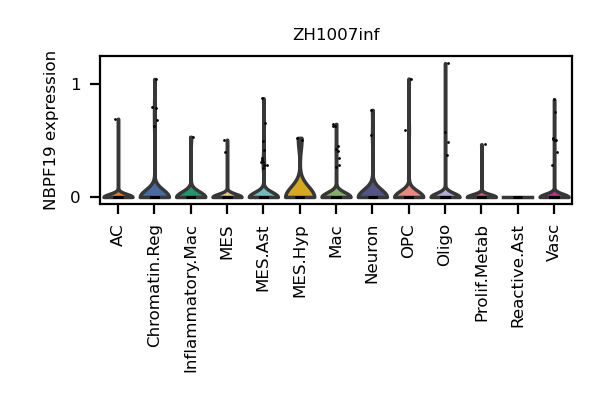 ZH1007inf
NBPF19 expression
1
0
AC
Chromatin.Reg
Inflammatory.Mac
MES
MES.Ast
MES.Hyp
Mac
Neuron
OPC
Oligo
Prolif.Metab
Reactive.Ast
Vasc